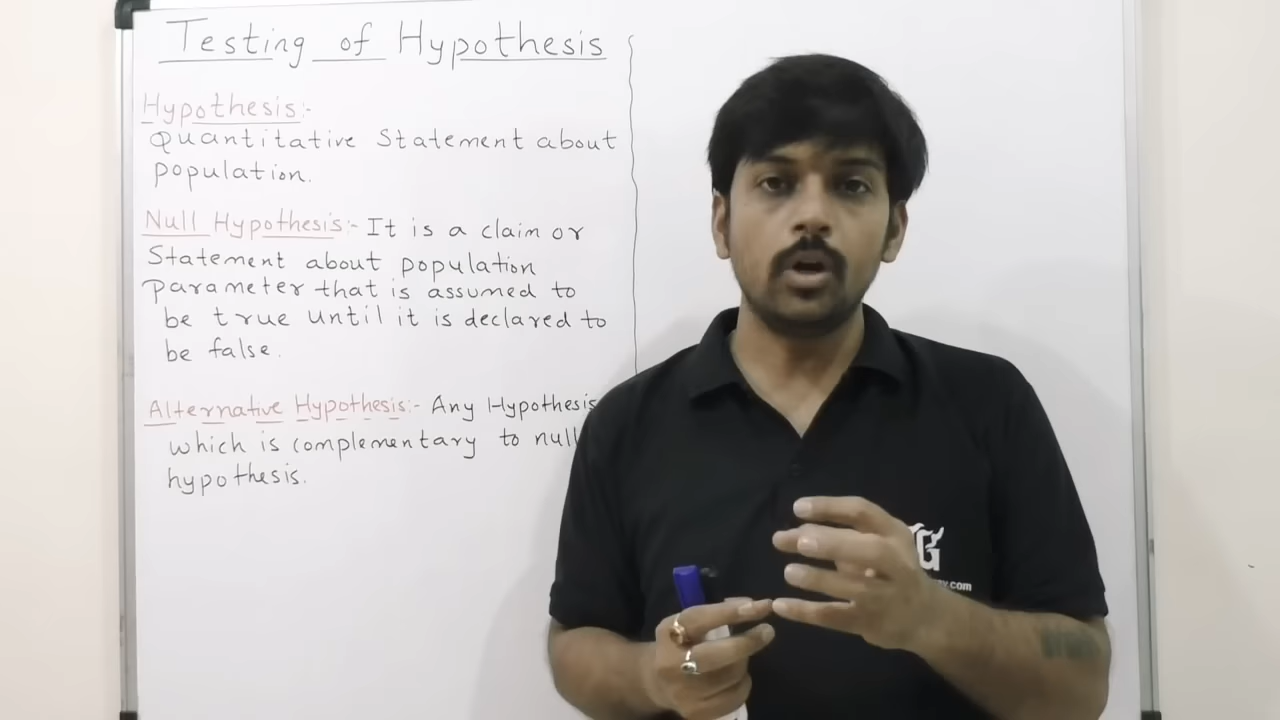 Testing of Hypothesis
Hypothesis:-
Quantitative Statement about
population.
Null Hypothesis:- It is a claim or
Statement about population
parameter that is assumed to
be true until it is declared to
be false.
Alternative Hypothesis:- Any Hypothesis
which is complementary to null
hypothesis.
G
.com